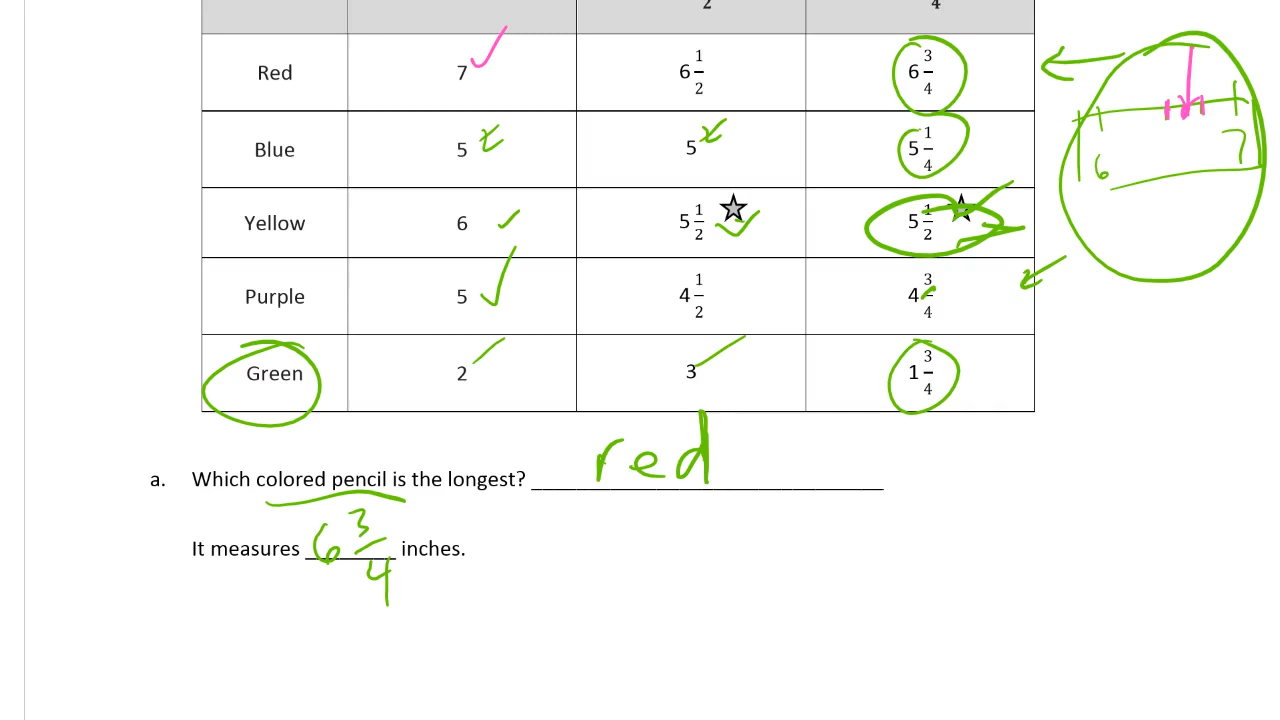 2 4
Red 7 6 1/2 6 3/4
Blue 5 5 5 1/4
Yellow 6 5 1/2 5 1/2
Purple 5 4 1/2 4 3/4
Green 2 3 1 3/4
6 7
a. Which colored pencil is the longest? red
It measures 6 3/4 inches.